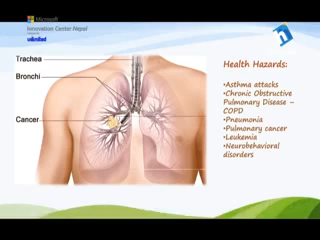 Microsoft
Innovation Center Nepal
unlimited
n
Trachea
Bronchi
Cancer
Health Hazards:
•Asthma attacks
•Chronic Obstructive
Pulmonary Disease –
COPD
•Pneumonia
•Pulmonary cancer
•Leukemia
•Neurobehavioral
disorders